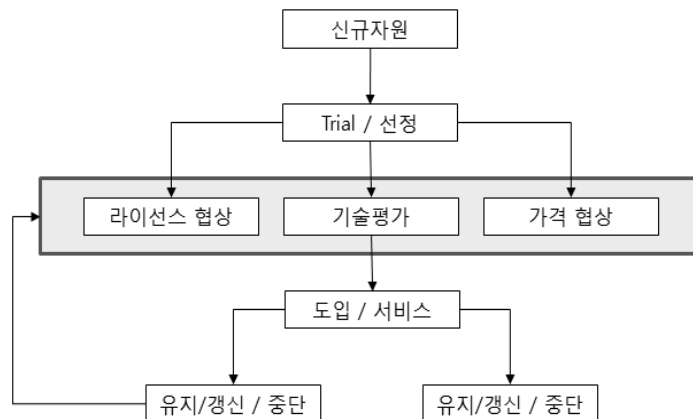 신규자원
Trial / 선정
라이선스 협상
기술평가
가격 협상
도입 / 서비스
유지/갱신 / 중단
유지/갱신 / 중단